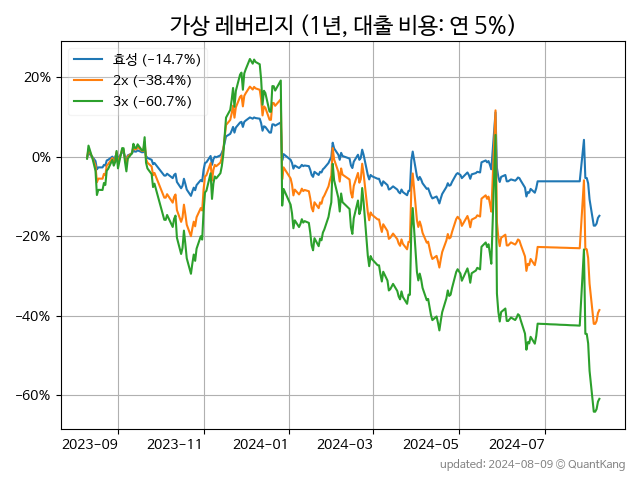 가상 레버리지 (1년, 대출 비용: 연 5%)
효성 (−14.7%)
2x (−38.4%)
3x (−60.7%)
20%
0%
−20%
−40%
−60%
2023-09 2023-11 2024-01 2024-03 2024-05 2024-07
updated: 2024-08-09 © QuantKang